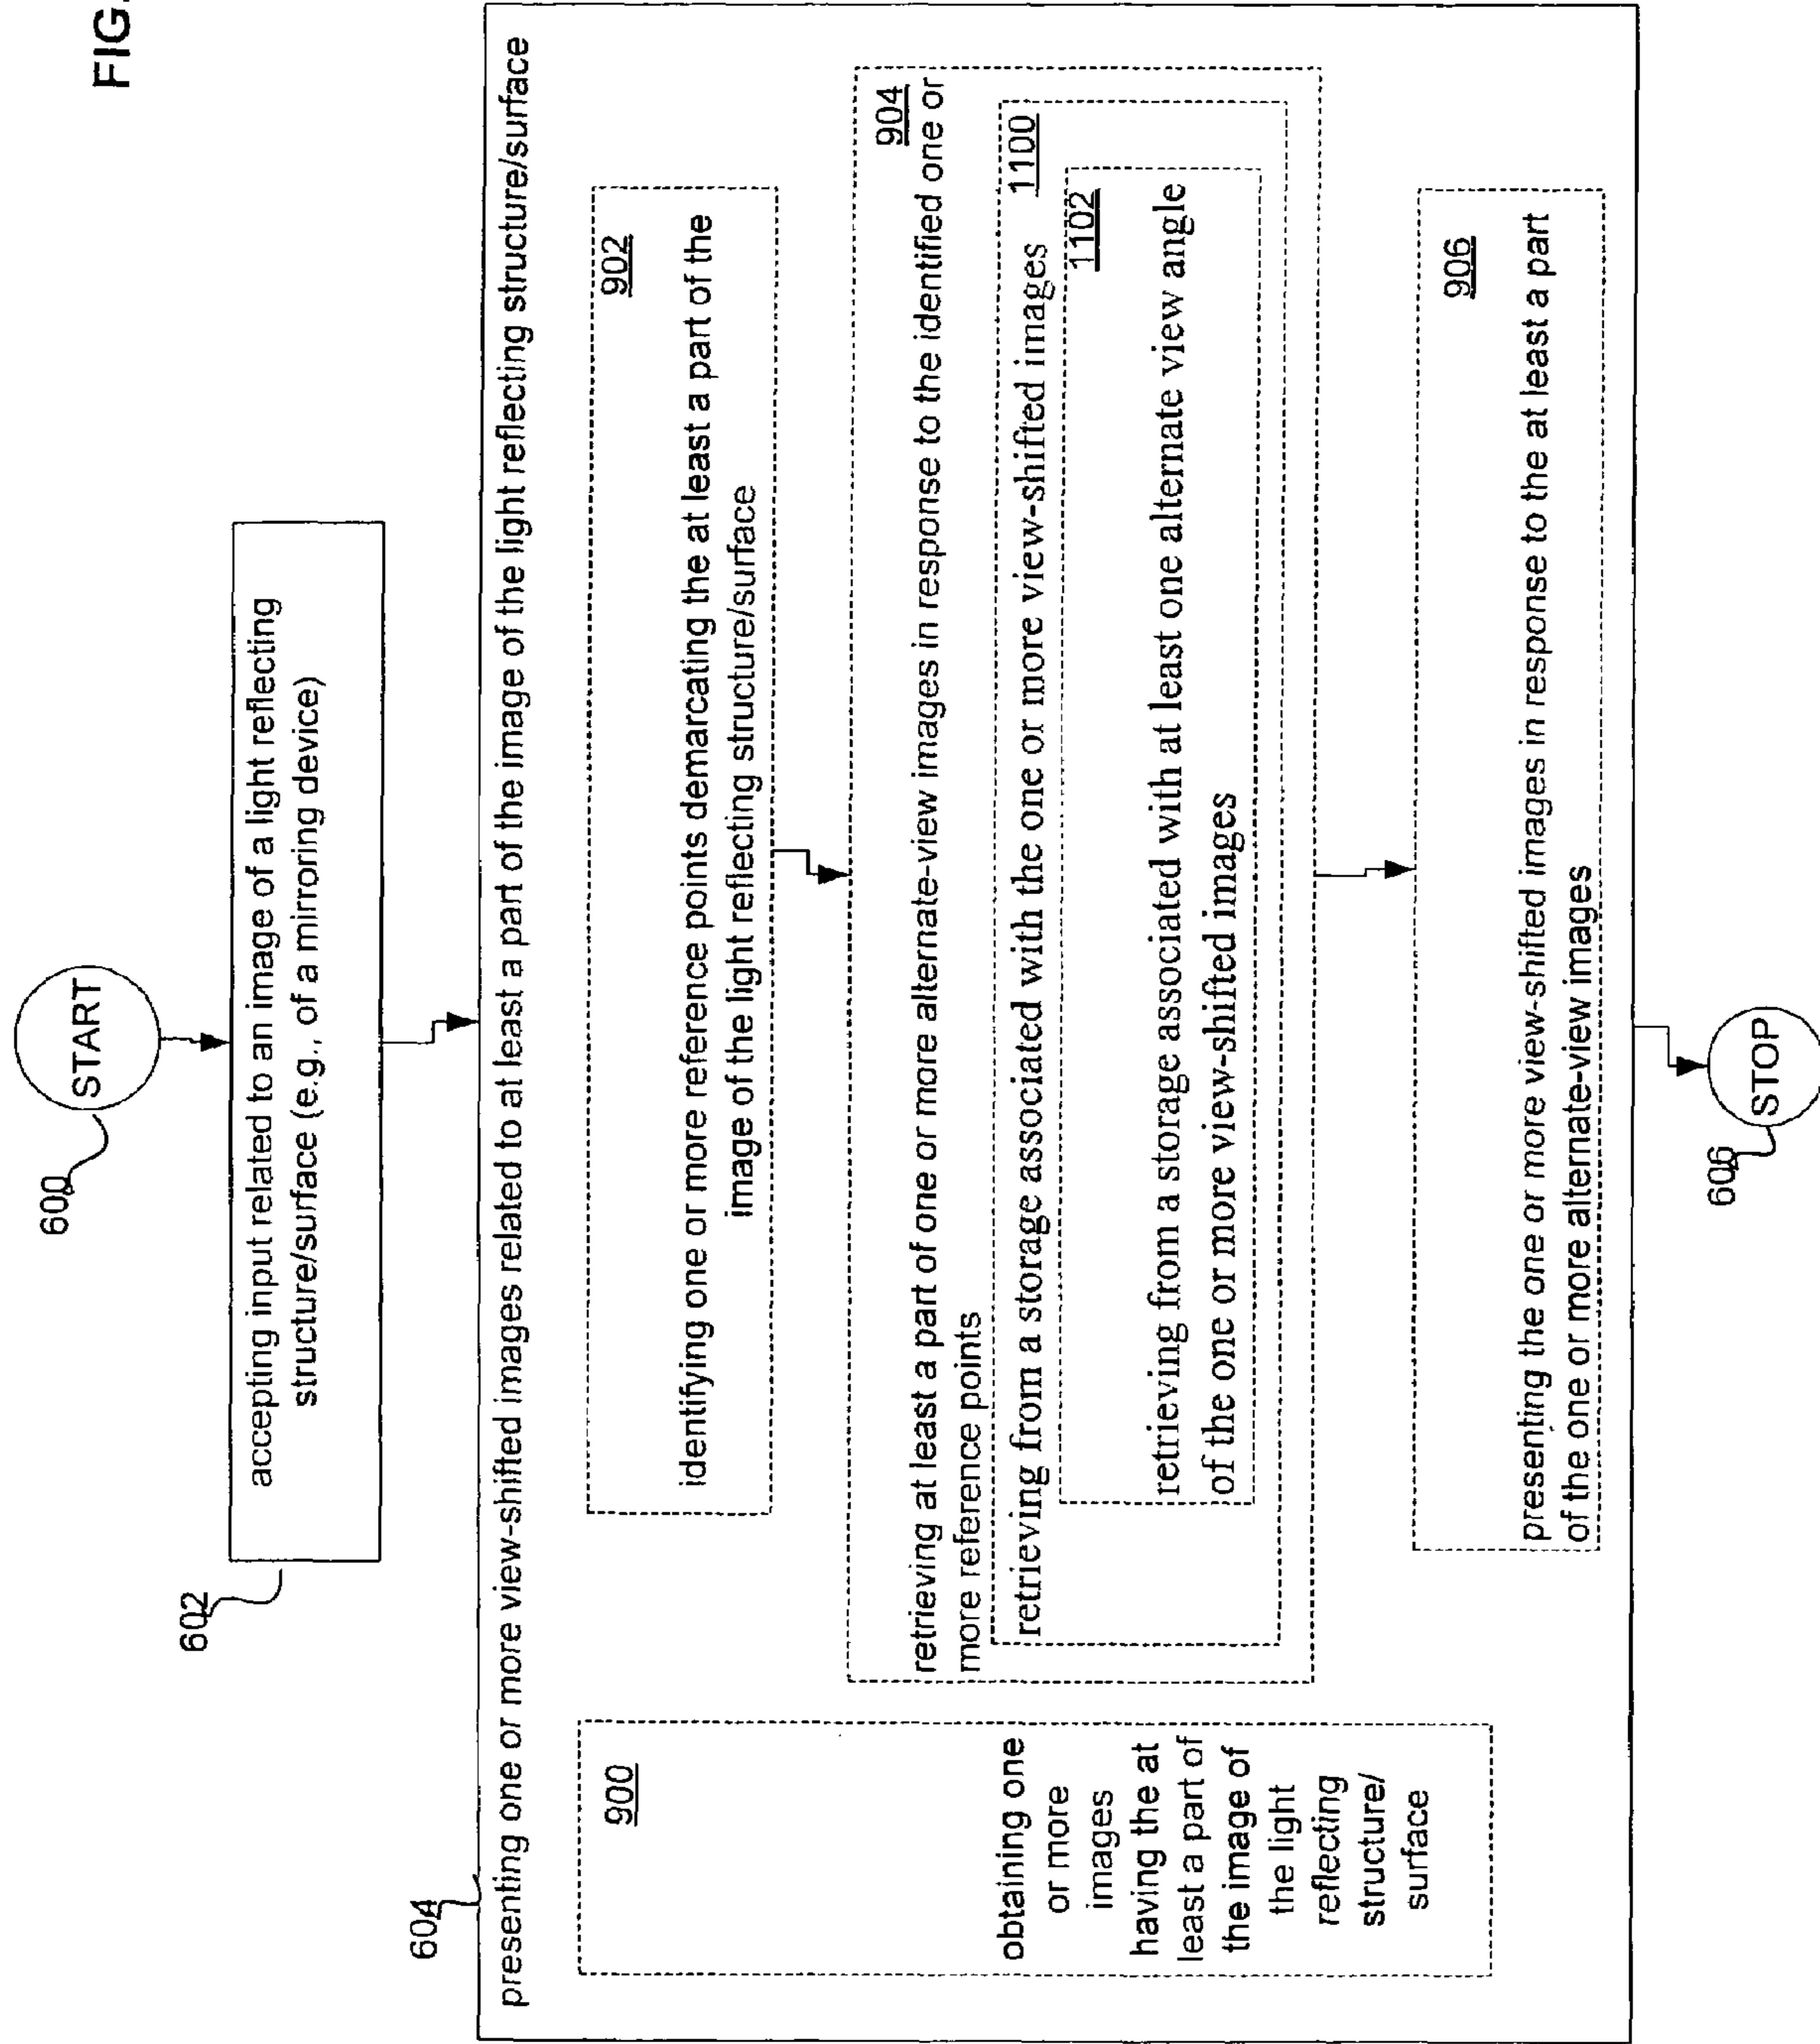 FIG.
600
START
602
accepting input related to an image of a light reflecting
structure/surface (e.g., of a mirroring device)
604
presenting one or more view-shifted images related to at least a part of the image of the light reflecting structure/surface
900
obtaining one
or more
images
having the at
least a part of
the image of
the light
reflecting
structure/
surface
902
identifying one or more reference points demarcating the at least a part of the
image of the light reflecting structure/surface
904
retrieving at least a part of one or more alternate-view images in response to the identified one or
more reference points
1100
retrieving from a storage associated with the one or more view-shifted images
1102
retrieving from a storage associated with at least one alternate view angle
of the one or more view-shifted images
906
presenting the one or more view-shifted images in response to the at least a part
of the one or more alternate-view images
606
STOP